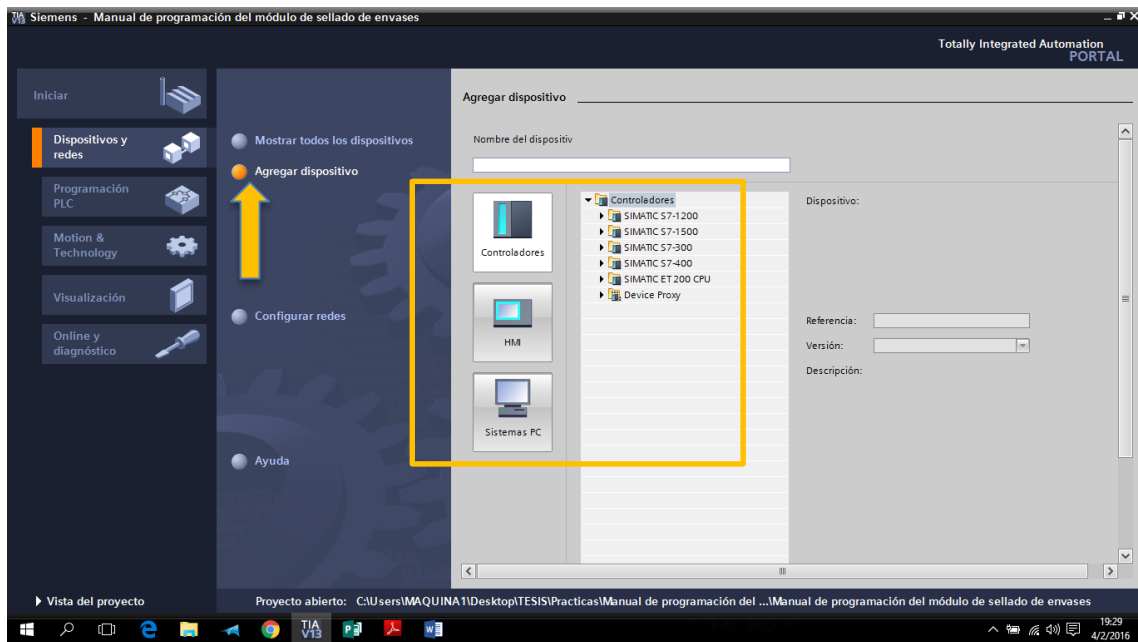 Siemens - Manual de programación del módulo de sellado de envases
Totally Integrated Automation
PORTAL
Iniciar
Dispositivos y
redes
Programación
PLC
Motion &
Technology
Visualización
Online y
diagnóstico
Mostrar todos los dispositivos
Agregar dispositivo
Configurar redes
Ayuda
Agregar dispositivo
Nombre del dispositiv
Controladores
HMI
Sistemas PC
Controladores
SIMATIC S7-1200
SIMATIC S7-1500
SIMATIC S7-300
SIMATIC S7-400
SIMATIC ET 200 CPU
Device Proxy
Dispositivo:
Referencia:
Versión:
Descripción:
Vista del proyecto
Proyecto abierto: C:\Users\MAQUINA1\Desktop\TESIS\Practicas\Manual de programación del ...\Manual de programación del módulo de sellado de envases
TIA
V13
19:29
4/2/2016